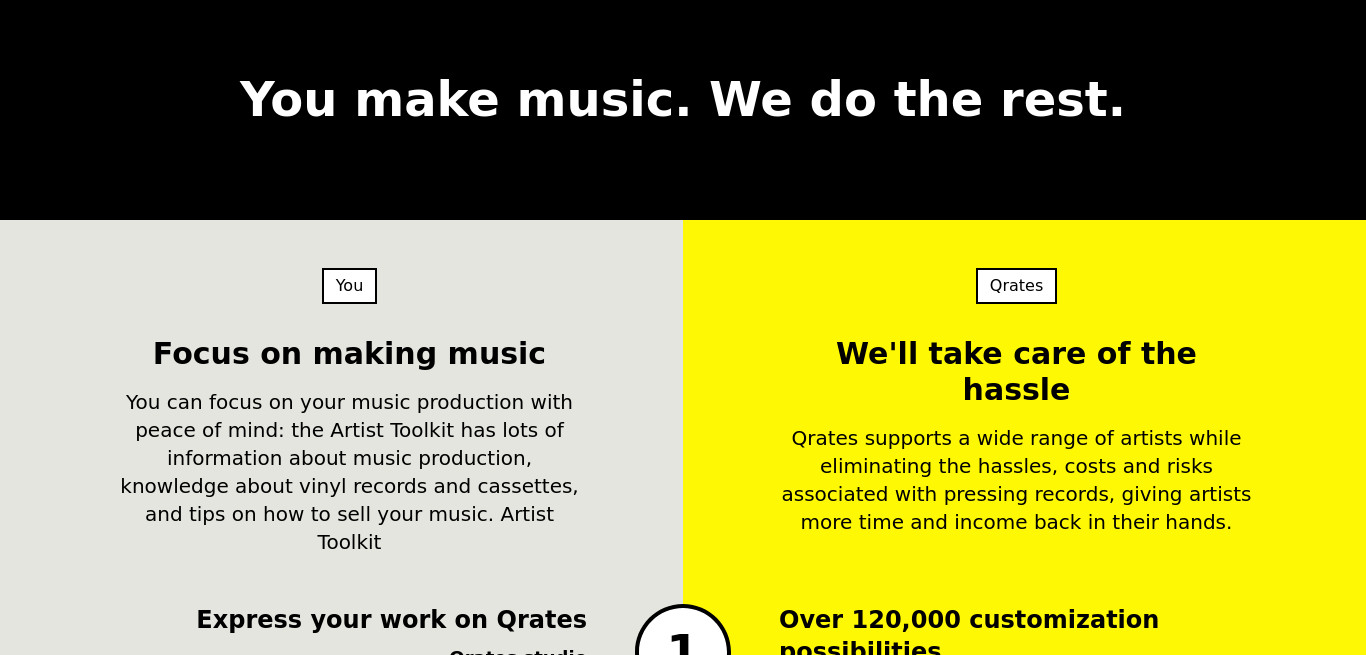 You make music. We do the rest.
You
Focus on making music
You can focus on your music production with
peace of mind: the Artist Toolkit has lots of
information about music production,
knowledge about vinyl records and cassettes,
and tips on how to sell your music. Artist
Toolkit
Qrates
We'll take care of the
hassle
Qrates supports a wide range of artists while
eliminating the hassles, costs and risks
associated with pressing records, giving artists
more time and income back in their hands.
Express your work on Qrates
Qrates studio
1
Over 120,000 customization
possibilities